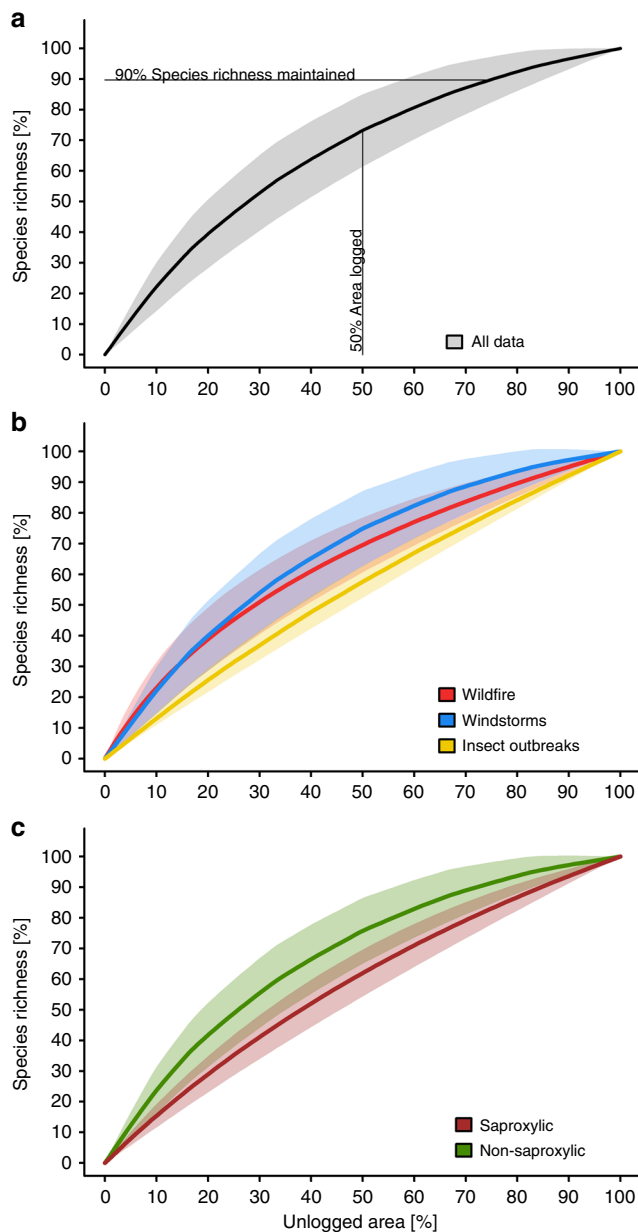 a
100
90
80
70
60
50
40
30
20
10
0
Species richness [%]
90% Species richness maintained
50% Area logged
All data
0 10 20 30 40 50 60 70 80 90 100
b
100
90
80
70
60
50
40
30
20
10
0
Species richness [%]
Wildfire
Windstorms
Insect outbreaks
0 10 20 30 40 50 60 70 80 90 100
c
100
90
80
70
60
50
40
30
20
10
0
Species richness [%]
Saproxylic
Non-saproxylic
0 10 20 30 40 50 60 70 80 90 100
Unlogged area [%]